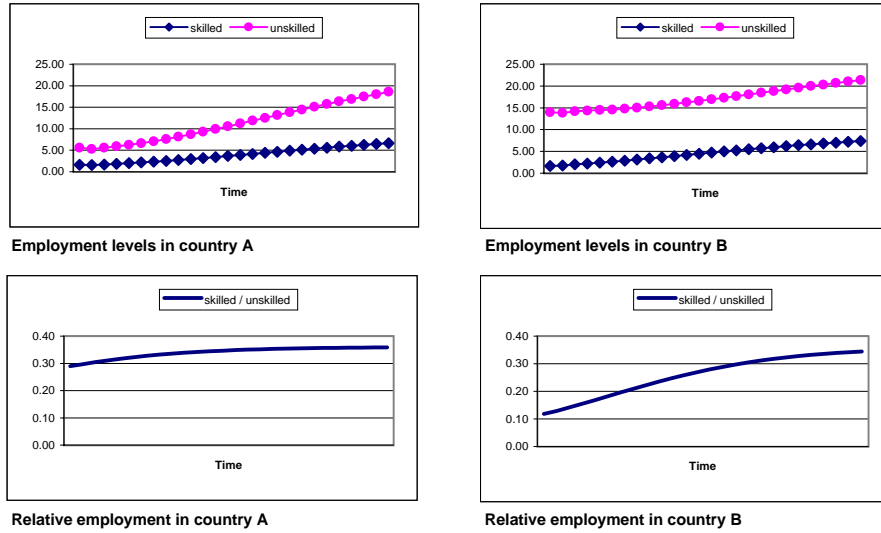 skilled unskilled
25.00
20.00
15.00
10.00
5.00
0.00
Time
Employment levels in country A
skilled unskilled
25.00
20.00
15.00
10.00
5.00
0.00
Time
Employment levels in country B
skilled / unskilled
0.40
0.30
0.20
0.10
0.00
Time
Relative employment in country A
skilled / unskilled
0.40
0.30
0.20
0.10
0.00
Time
Relative employment in country B